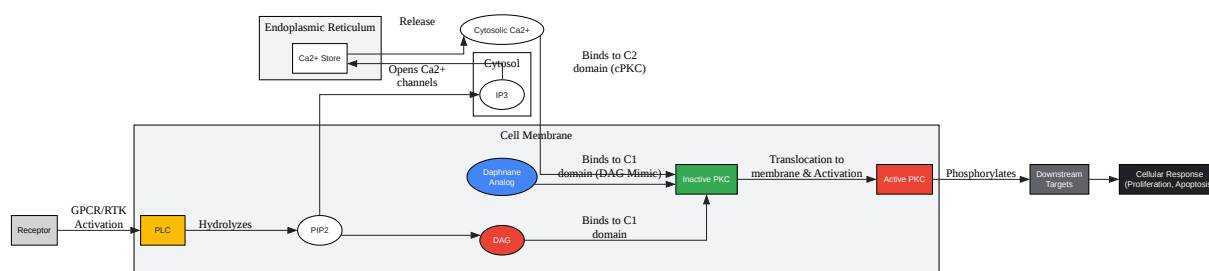 Endoplasmic Reticulum
Ca2+ Store
Release
Cytosolic Ca2+
Binds to C2
domain (cPKC)
Opens Ca2+
channels
Cytosol
IP3
Cell Membrane
Daphnane
Analog
Binds to C1
domain (DAG Mimic)
Inactive PKC
Translocation to
membrane & Activation
Active PKC
Phosphorylates
Downstream
Targets
Cellular Response
(Proliferation, Apoptosis
Receptor
GPCR/RTK
Activation
PLC
Hydrolyzes
PIP2
DAG
Binds to C1
domain